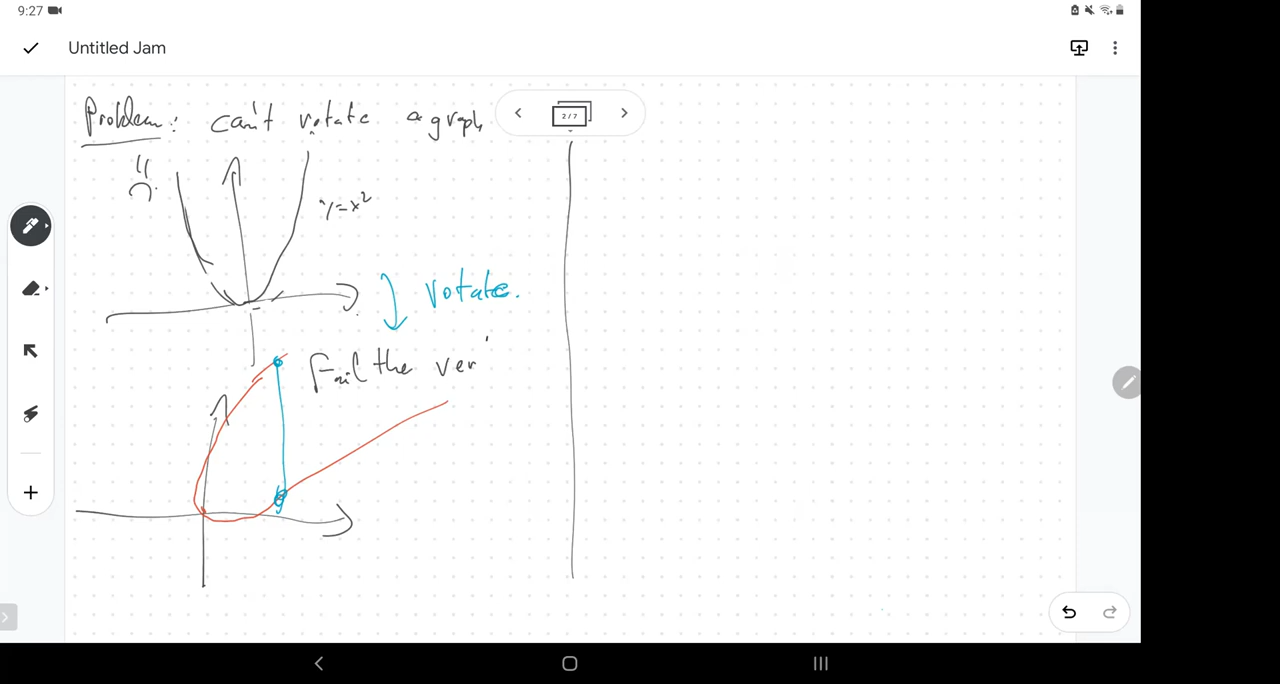 9:27
Untitled Jam
Problem: can't rotate a graph
2/7
y=x²
rotate.
Fail the ver